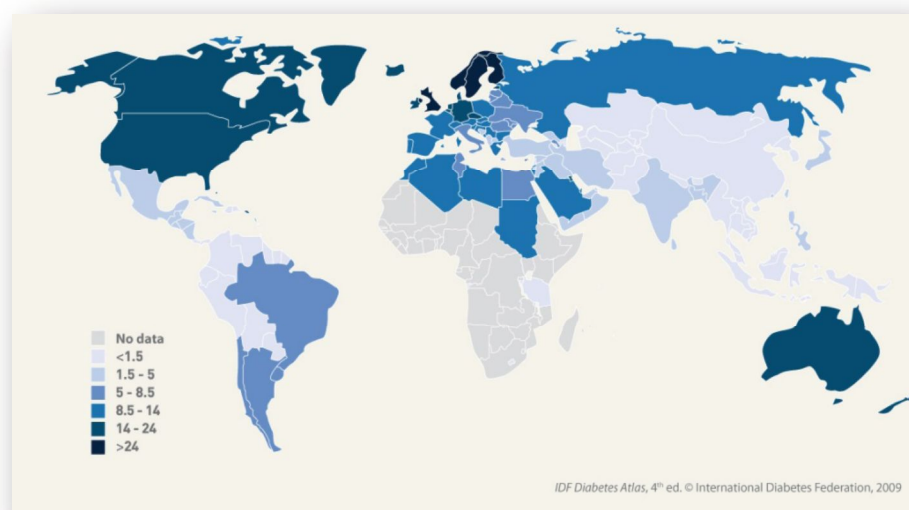 No data
<1.5
1.5 - 5
5 - 8.5
8.5 - 14
14 - 24
>24
IDF Diabetes Atlas, 4th ed. © International Diabetes Federation, 2009